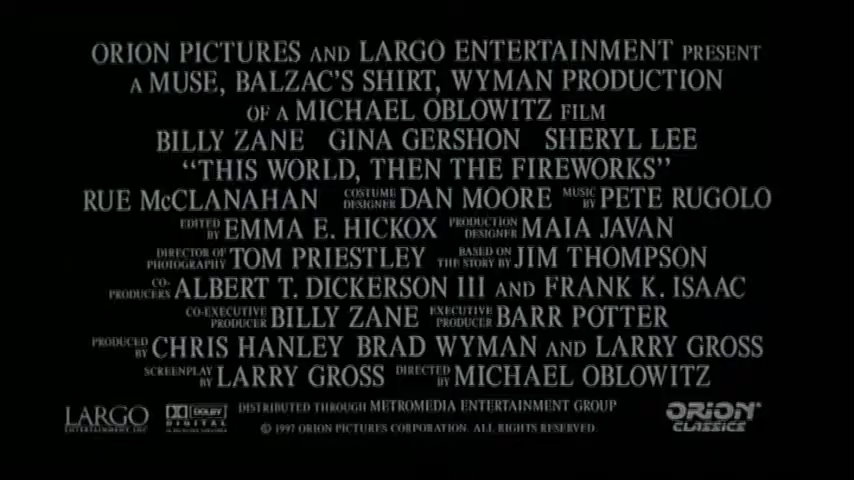 ORION PICTURES AND LARGO ENTERTAINMENT PRESENT
A MUSE, BALZAC'S SHIRT, WYMAN PRODUCTION
OF A MICHAEL OBLOWITZ FILM
BILLY ZANE GINA GERSHON SHERYL LEE
"THIS WORLD, THEN THE FIREWORKS"
RUE McCLANAHAN COSTUME DESIGNER DAN MOORE MUSIC BY PETE RUGOLO
EDITED BY EMMA E. HICKOX PRODUCTION DESIGNER MAIA JAVAN
DIRECTOR OF PHOTOGRAPHY TOM PRIESTLEY BASED ON THE STORY BY JIM THOMPSON
CO-PRODUCERS ALBERT T. DICKERSON III AND FRANK K. ISAAC
CO-EXECUTIVE PRODUCER BILLY ZANE EXECUTIVE PRODUCER BARR POTTER
PRODUCED BY CHRIS HANLEY BRAD WYMAN AND LARRY GROSS
SCREENPLAY BY LARRY GROSS DIRECTED BY MICHAEL OBLOWITZ
LARGO ENTERTAINMENT INC
DOLBY DIGITAL
DISTRIBUTED THROUGH METROMEDIA ENTERTAINMENT GROUP
© 1997 ORION PICTURES CORPORATION. ALL RIGHTS RESERVED.
ORION CLASSICS